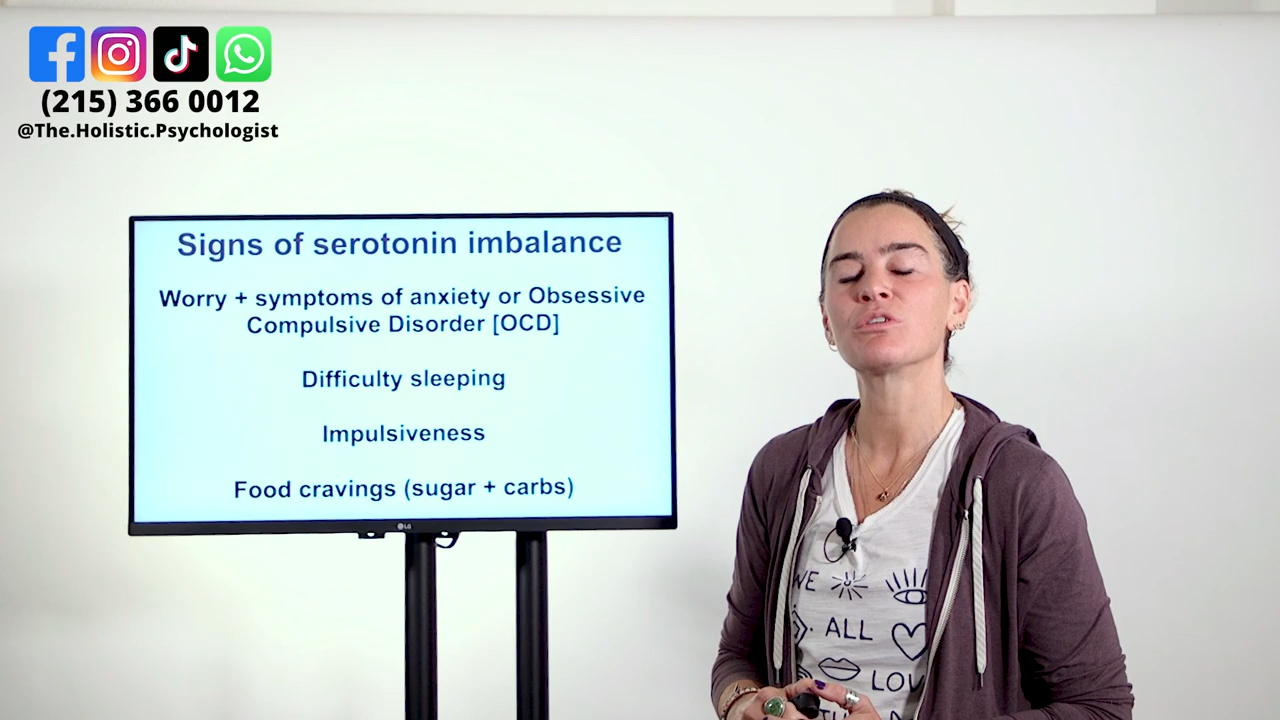 (215) 366 0012
@The.Holistic.Psychologist
Signs of serotonin imbalance
Worry + symptoms of anxiety or Obsessive
Compulsive Disorder [OCD]
Difficulty sleeping
Impulsiveness
Food cravings (sugar + carbs)
LG
WE
ALL